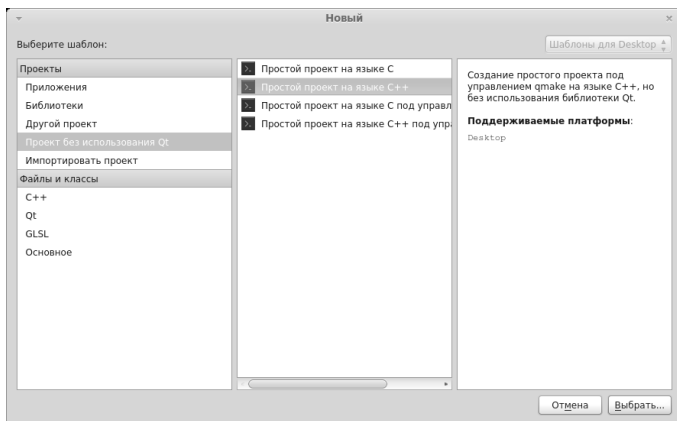 Новый
Выберите шаблон:
Шаблоны для Desktop
Проекты
Приложения
Библиотеки
Другой проект
Проект без использования Qt
Импортировать проект
Файлы и классы
C++
Qt
GLSL
Основное
Простой проект на языке C
Простой проект на языке C++
Простой проект на языке C под управл
Простой проект на языке C++ под упра
Создание простого проекта под
управлением qmake на языке C++, но
без использования библиотеки Qt.
Поддерживаемые платформы:
Desktop
Отмена
Выбрать...